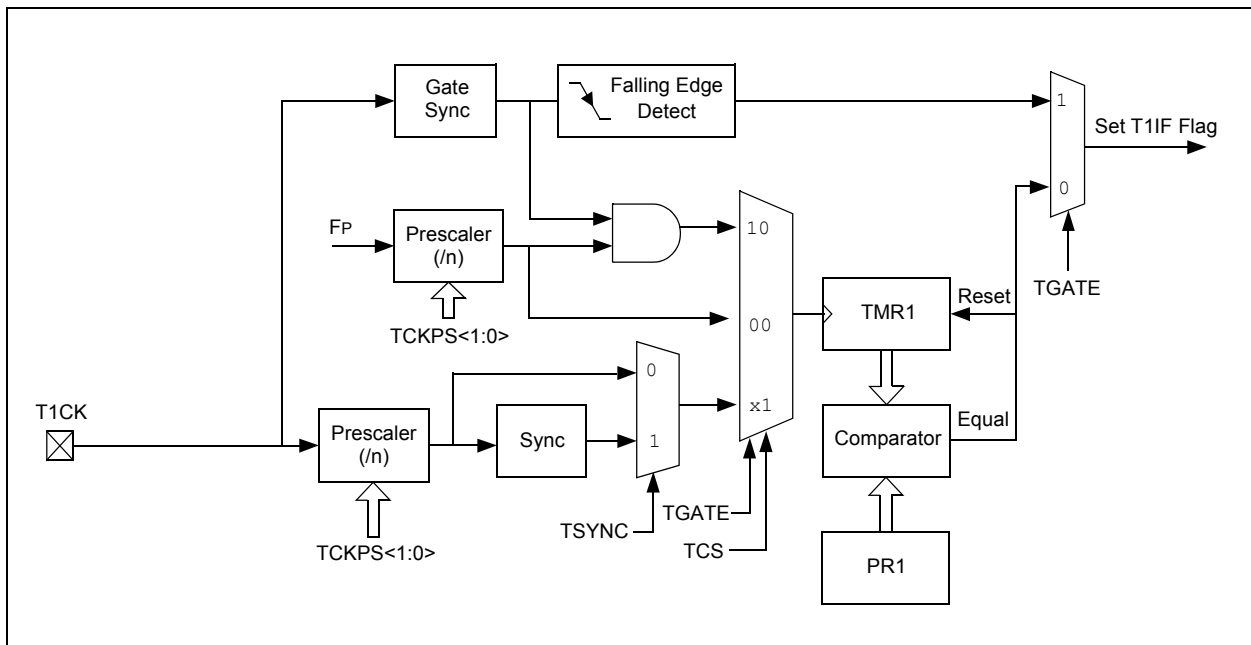 Gate
Sync
Falling Edge
Detect
1
Set T1IF Flag
0
TGATE
FP
Prescaler
(/n)
TCKPS<1:0>
10
00
x1
TMR1
Reset
T1CK
Prescaler
(/n)
TCKPS<1:0>
Sync
0
1
TSYNC
TGATE
TCS
Comparator
Equal
PR1